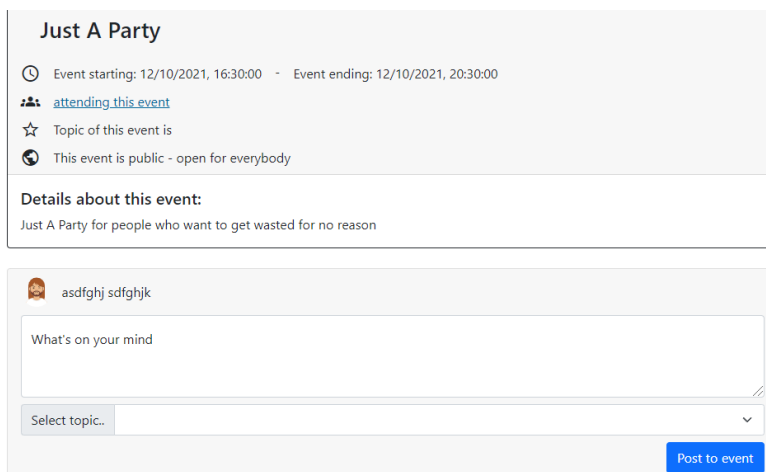 Just A Party
Event starting: 12/10/2021, 16:30:00 - Event ending: 12/10/2021, 20:30:00
attending this event
Topic of this event is
This event is public - open for everybody
Details about this event:
Just A Party for people who want to get wasted for no reason
asdfghj sdfghjk
What's on your mind
Select topic..
Post to event